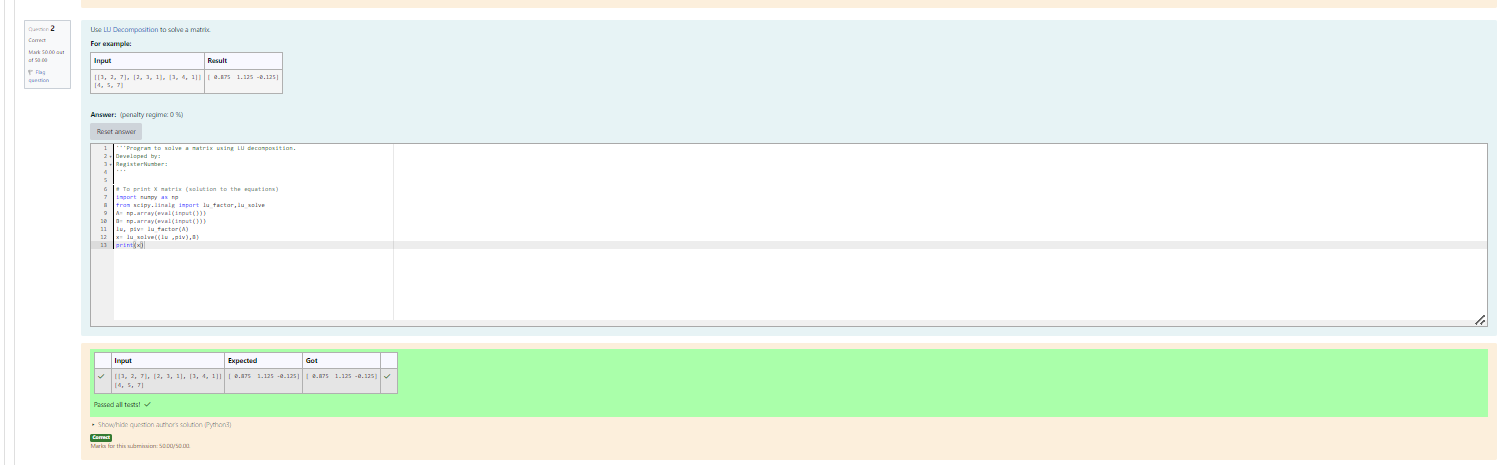 Question 2
Correct
Mark 50.00 out
of 50.00
Flag
question
Use LU Decomposition to solve a matrix.
For example:
Input Result
[[3, 2, 7], [2, 3, 1], [3, 4, 1]] [ 0.875 1.125 -0.125]
[4, 5, 7]
Answer: (penalty regime: 0 %)
Reset answer
1 '''Program to solve a matrix using LU decomposition.
2 Developed by:
3 RegisterNumber:
4 '''
5
6 # To print X matrix (solution to the equations)
7 import numpy as np
8 from scipy.linalg import lu_factor,lu_solve
9 A= np.array(eval(input()))
10 B= np.array(eval(input()))
11 lu, piv= lu_factor(A)
12 x= lu_solve((lu ,piv),B)
13 print(x)
Input Expected Got
[[3, 2, 7], [2, 3, 1], [3, 4, 1]] [ 0.875 1.125 -0.125] [ 0.875 1.125 -0.125]
[4, 5, 7]
Passed all tests!
Show/hide question author's solution (Python3)
Correct
Marks for this submission: 50.00/50.00.